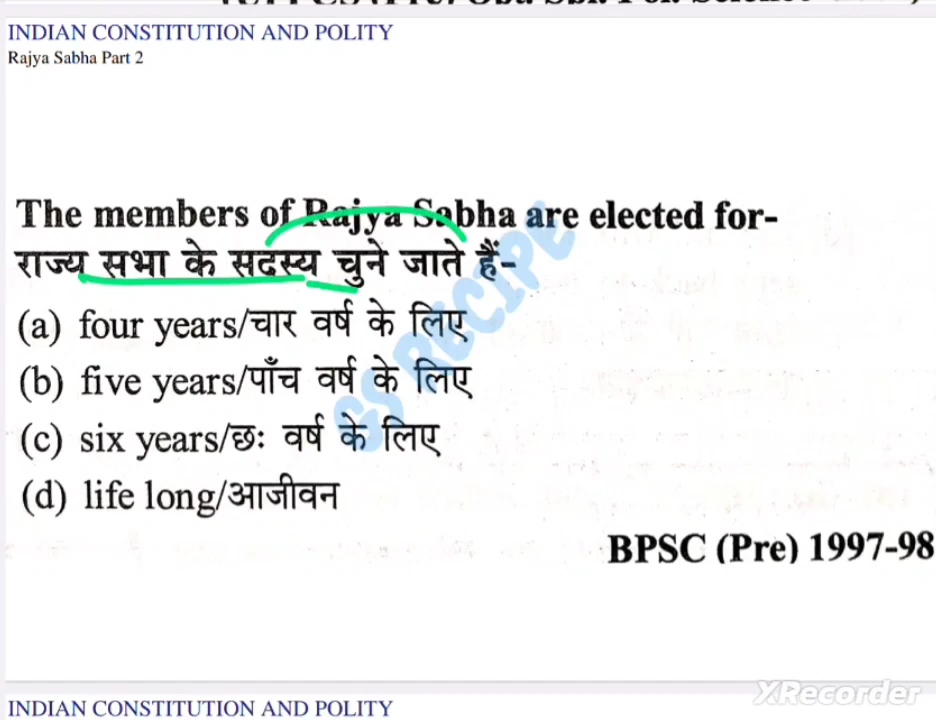 INDIAN CONSTITUTION AND POLITY
Rajya Sabha Part 2
The members of Rajya Sabha are elected for-
राज्य सभा के सदस्य चुने जाते हैं-
(a) four years/चार वर्ष के लिए
(b) five years/पाँच वर्ष के लिए
(c) six years/छः वर्ष के लिए
(d) life long/आजीवन
GS RECIPE
BPSC (Pre) 1997-98
XRecorder
INDIAN CONSTITUTION AND POLITY